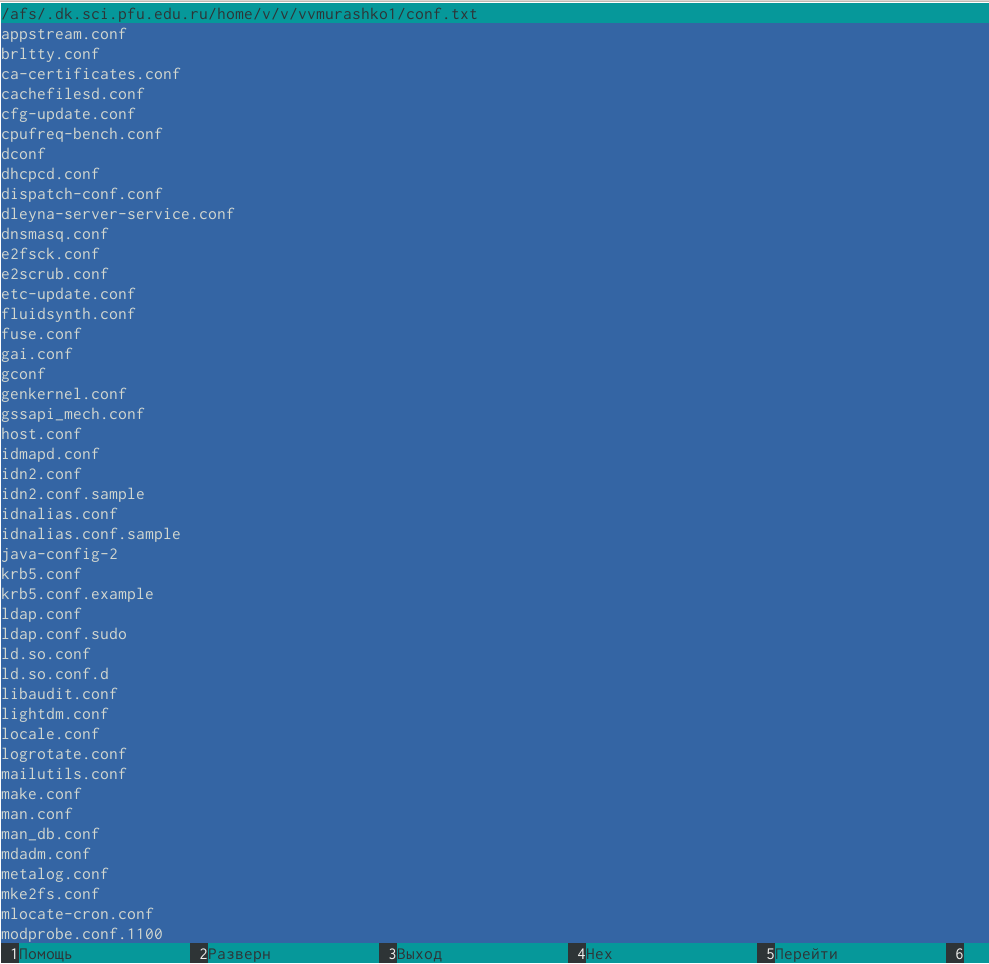 /afs/.dk.sci.pfu.edu.ru/home/v/v/vvmurashko1/conf.txt
appstream.conf
brltty.conf
ca-certificates.conf
cachefilesd.conf
cfg-update.conf
cpufreq-bench.conf
dconf
dhcpcd.conf
dispatch-conf.conf
dleyna-server-service.conf
dnsmasq.conf
e2fsck.conf
e2scrub.conf
etc-update.conf
fluidsynth.conf
fuse.conf
gai.conf
gconf
genkernel.conf
gssapi_mech.conf
host.conf
idmapd.conf
idn2.conf
idn2.conf.sample
idnalias.conf
idnalias.conf.sample
java-config-2
krb5.conf
krb5.conf.example
ldap.conf
ldap.conf.sudo
ld.so.conf
ld.so.conf.d
libaudit.conf
lightdm.conf
locale.conf
logrotate.conf
mailutils.conf
make.conf
man.conf
man_db.conf
mdadm.conf
metalog.conf
mke2fs.conf
mlocate-cron.conf
modprobe.conf.1100
1Помощь 2Разверн 3Выход 4Hex 5Перейти 6